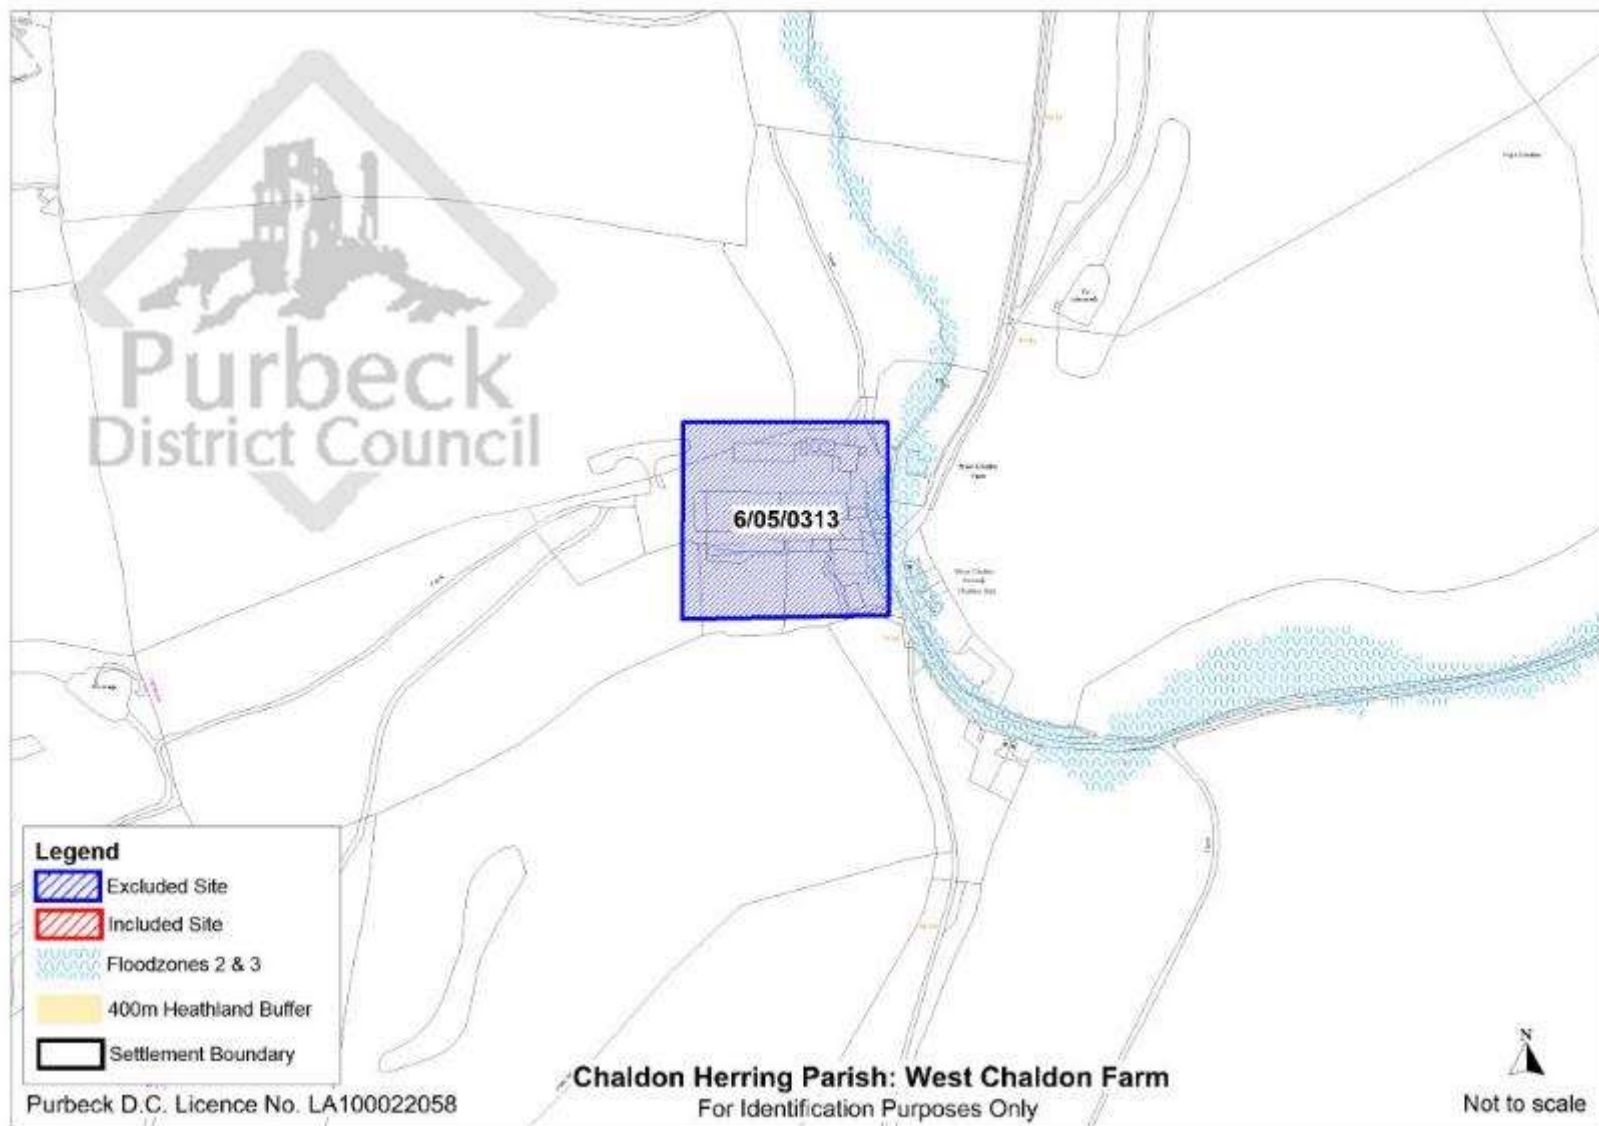 Purbeck
District Council
6/05/0313
Legend
Excluded Site
Included Site
Floodzones 2 & 3
400m Heathland Buffer
Settlement Boundary
Purbeck D.C. Licence No. LA100022058
Chaldon Herring Parish: West Chaldon Farm
For Identification Purposes Only
N
Not to scale